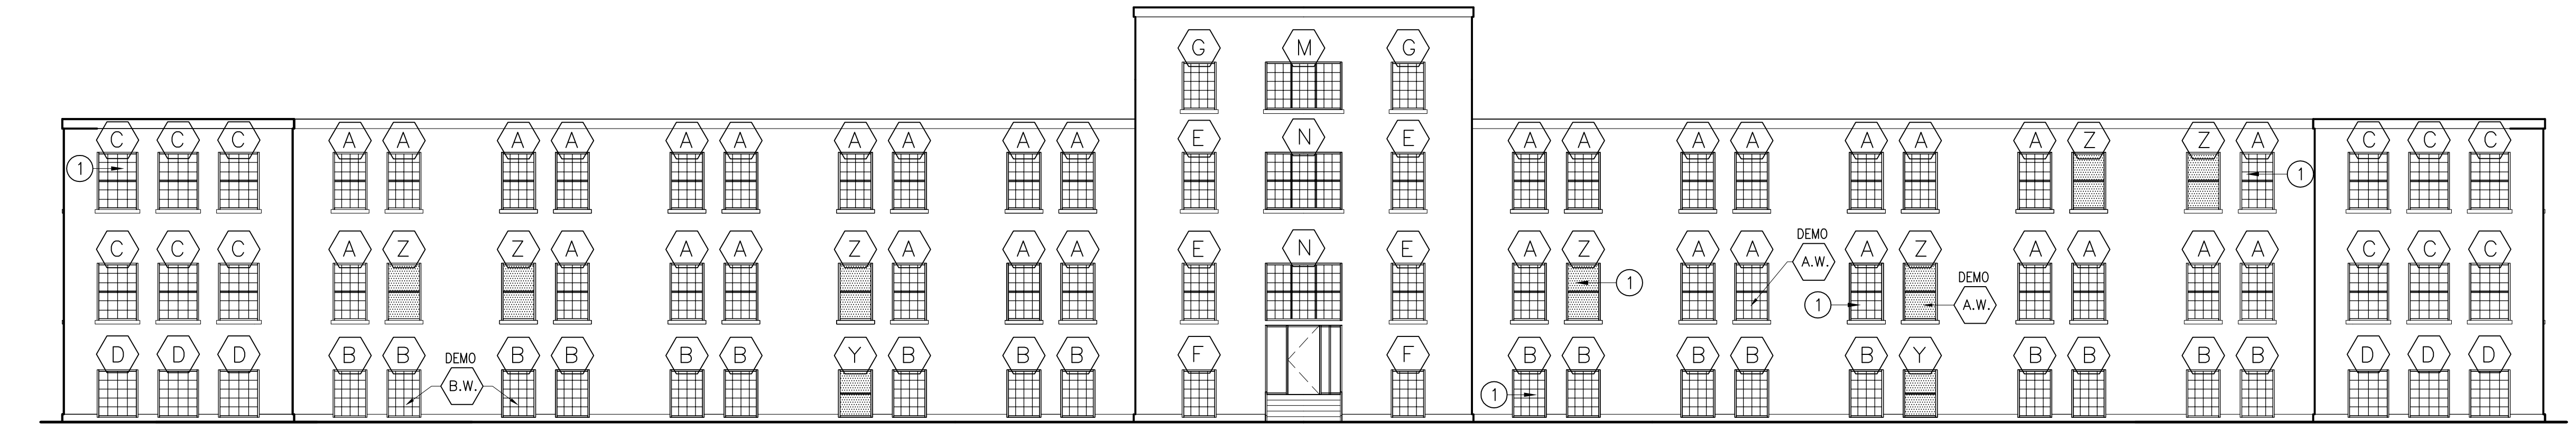 G M G
E N E
C C C A A A A A A A A A A A A A A A A A Z Z A C C C
1
1
E N E
C C C A Z Z A A A Z A A A A Z A A A Z A A A A C C C
DEMO
A.W.
1
DEMO
1
A.W.
F F
D D D B B B B B B Y B B B B B B B B Y B B B B D D D
DEMO
B.W.
1